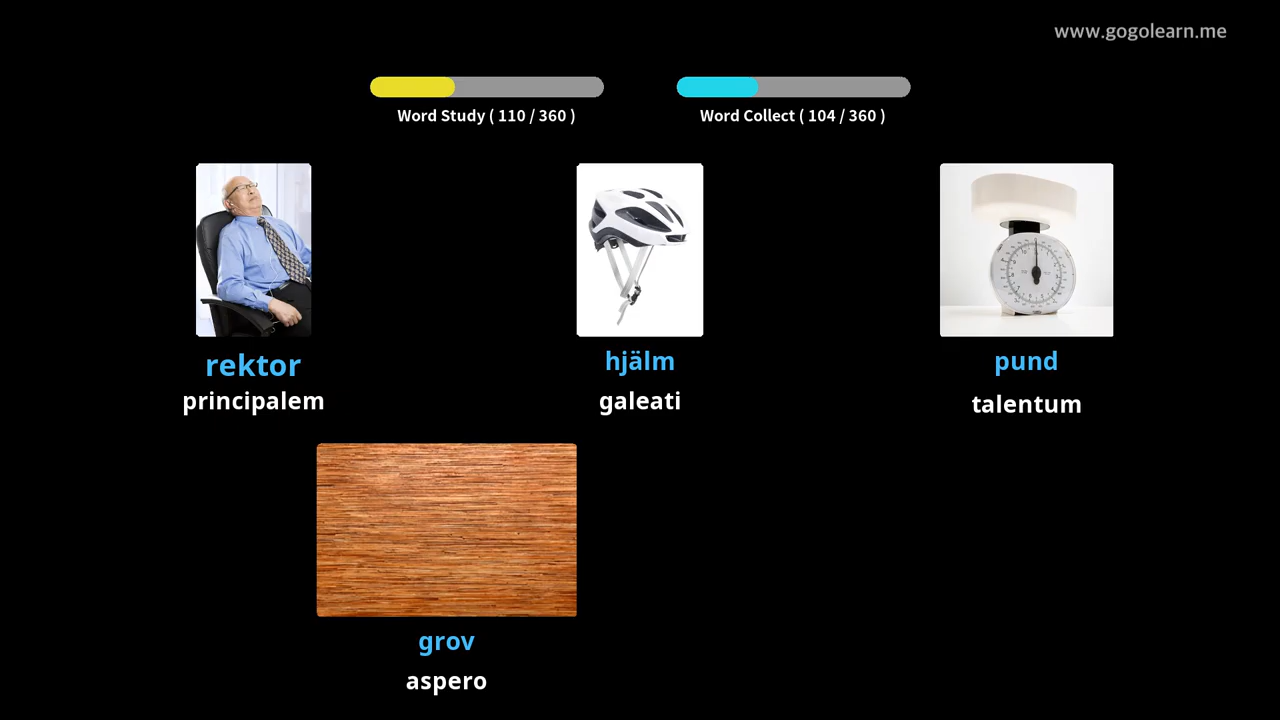 www.gogolearn.me
Word Study ( 110 / 360 )
Word Collect ( 104 / 360 )
rektor
principalem
hjälm
galeati
pund
talentum
grov
aspero